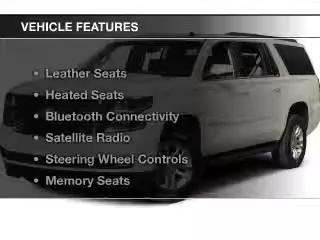 VEHICLE FEATURES
• Leather Seats
• Heated Seats
• Bluetooth Connectivity
• Satellite Radio
• Steering Wheel Controls
• Memory Seats